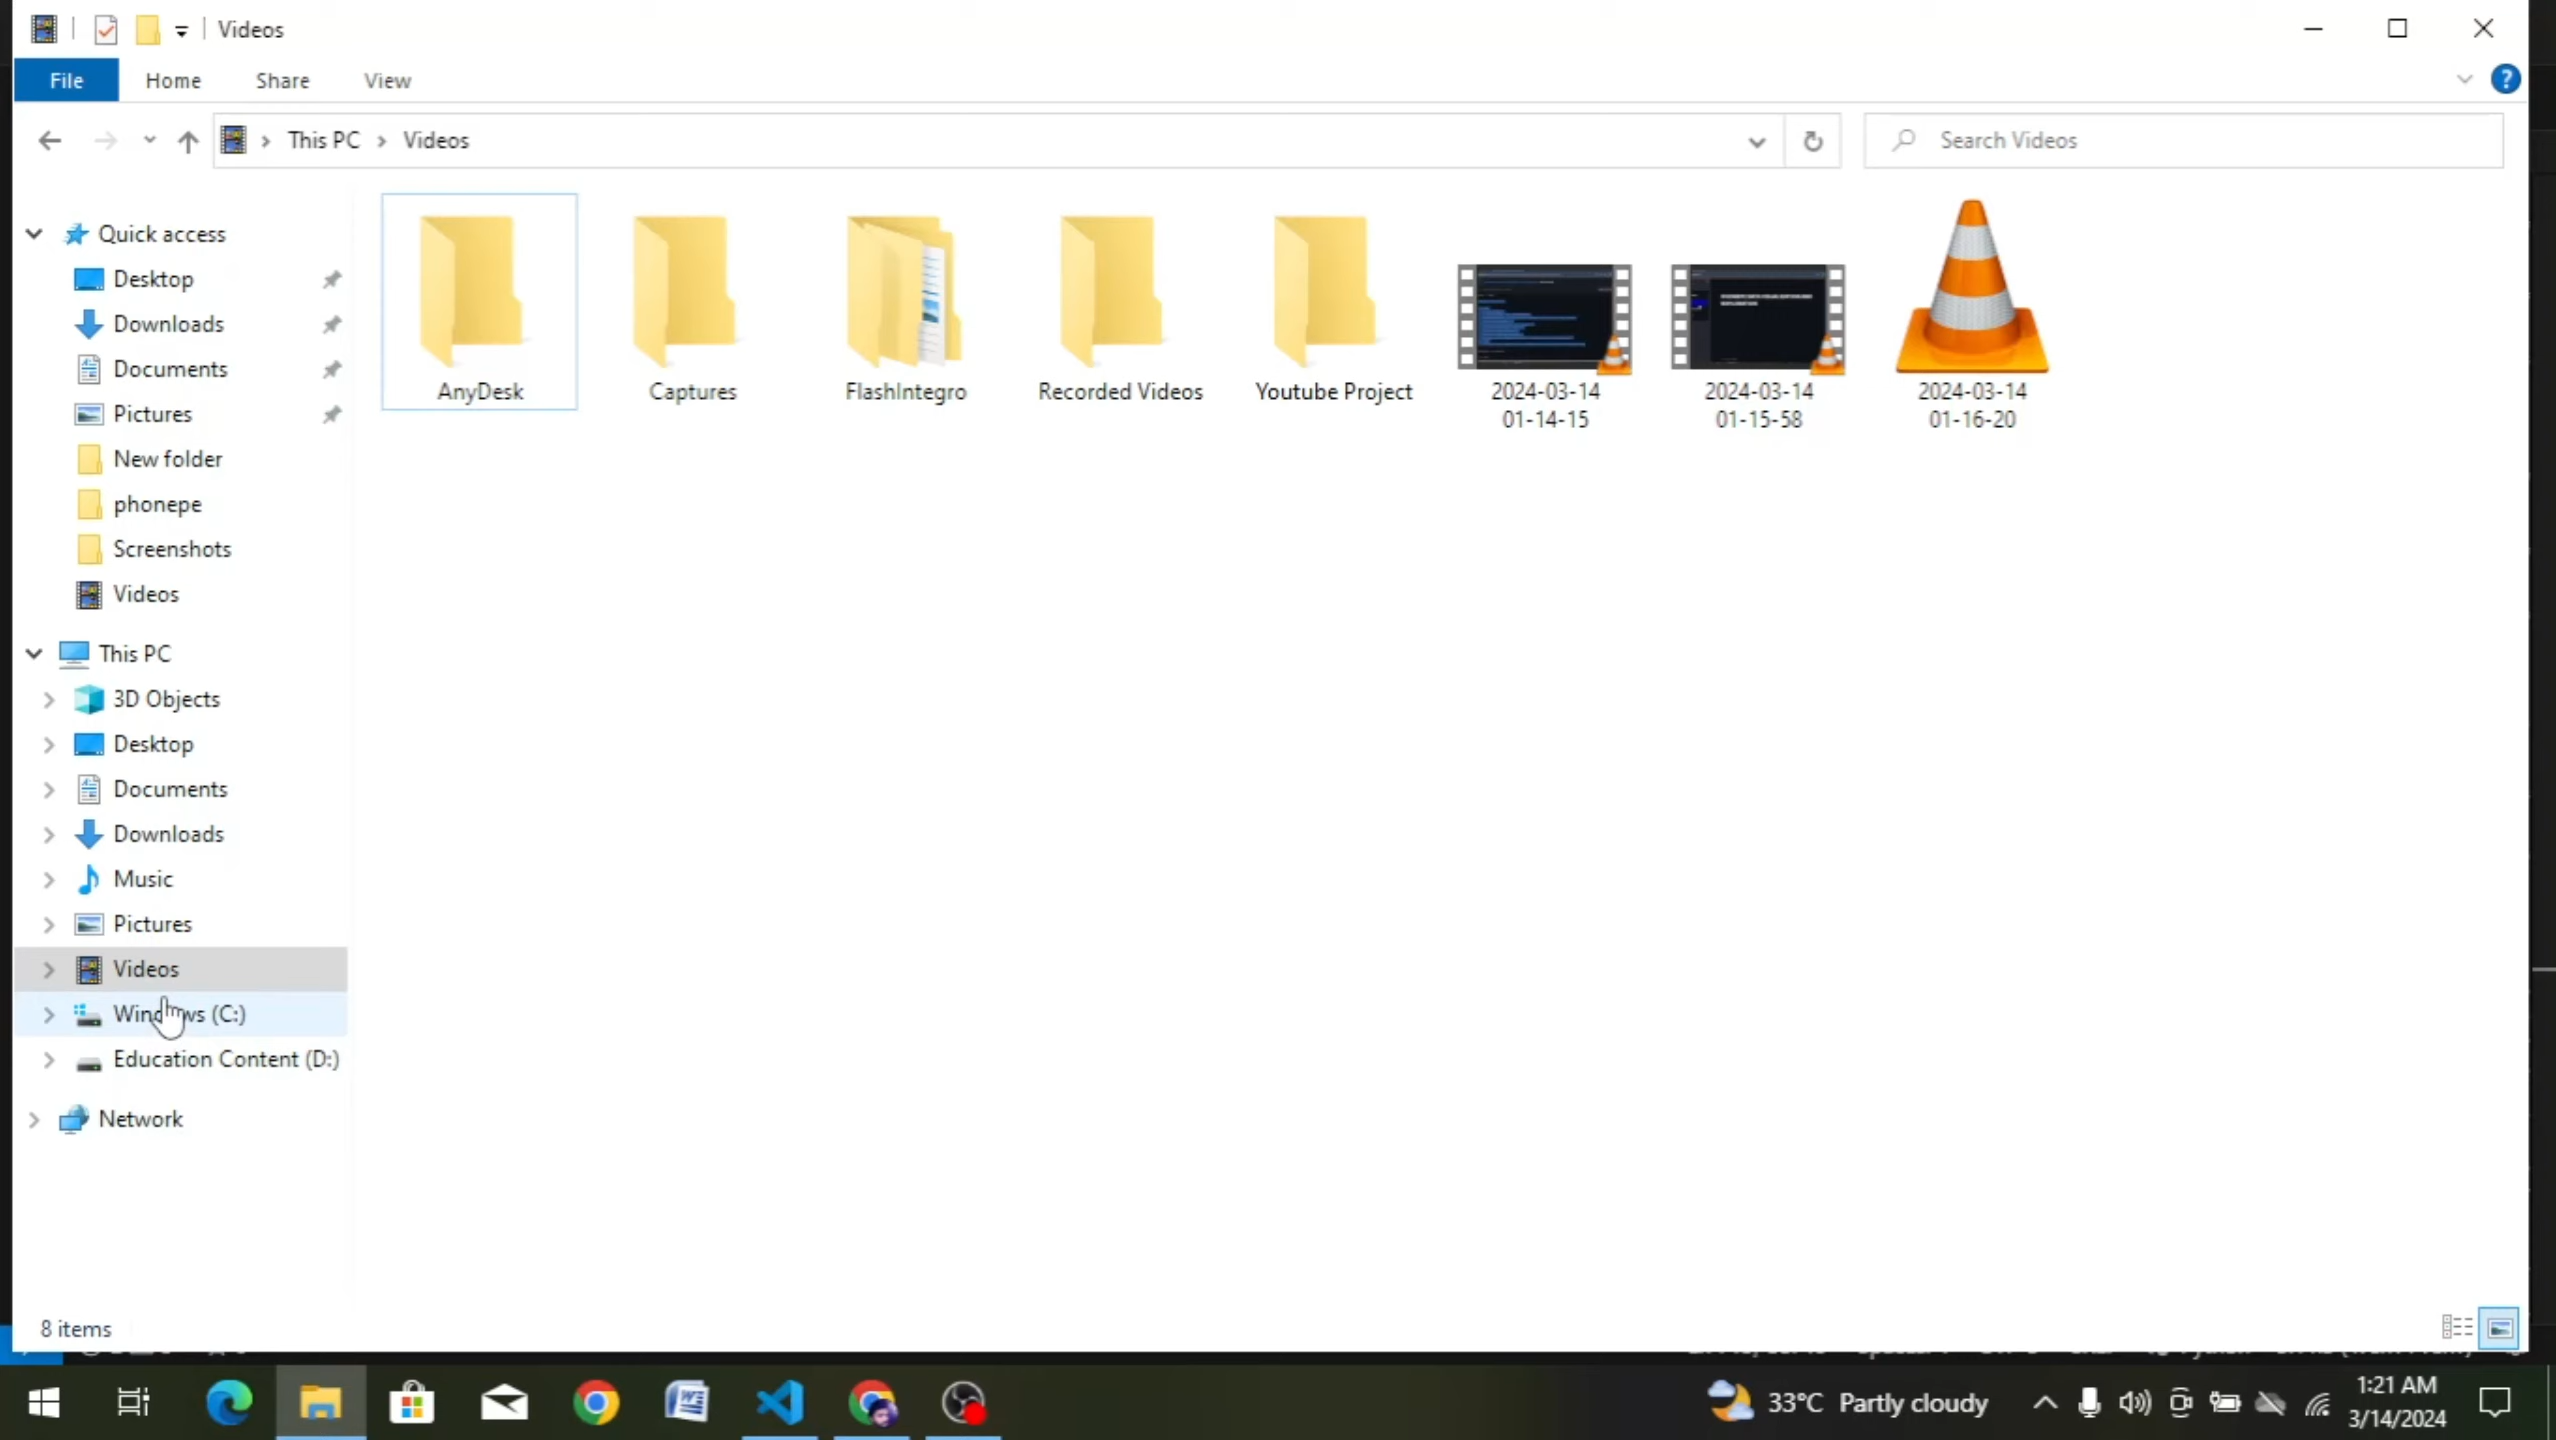 Videos
File Home Share View
This PC Videos
Search Videos
Quick access
Desktop
Downloads
Documents
Pictures
New folder
phonepe
Screenshots
Videos
This PC
3D Objects
Desktop
Documents
Downloads
Music
Pictures
Videos
Windows (C:)
Education Content (D:)
Network
AnyDesk
Captures
FlashIntegro
Recorded Videos
Youtube Project
2024-03-14
01-14-15
2024-03-14
01-15-58
2024-03-14
01-16-20
8 items
33°C Partly cloudy
1:21 AM
3/14/2024